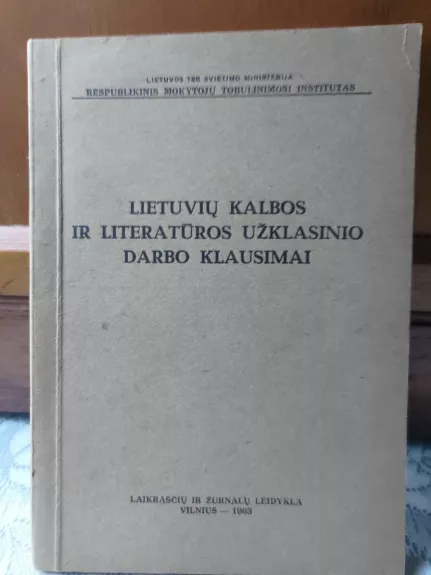 LIETUVOS TSR ŠVIETIMO MINISTERIJA
RESPUBLIKINIS MOKYTOJŲ TOBULINIMOSI INSTITUTAS
LIETUVIŲ KALBOS
IR LITERATŪROS UŽKLASINIO
DARBO KLAUSIMAI
LAIKRAŠČIŲ IR ŽURNALŲ LEIDYKLA
VILNIUS — 1963